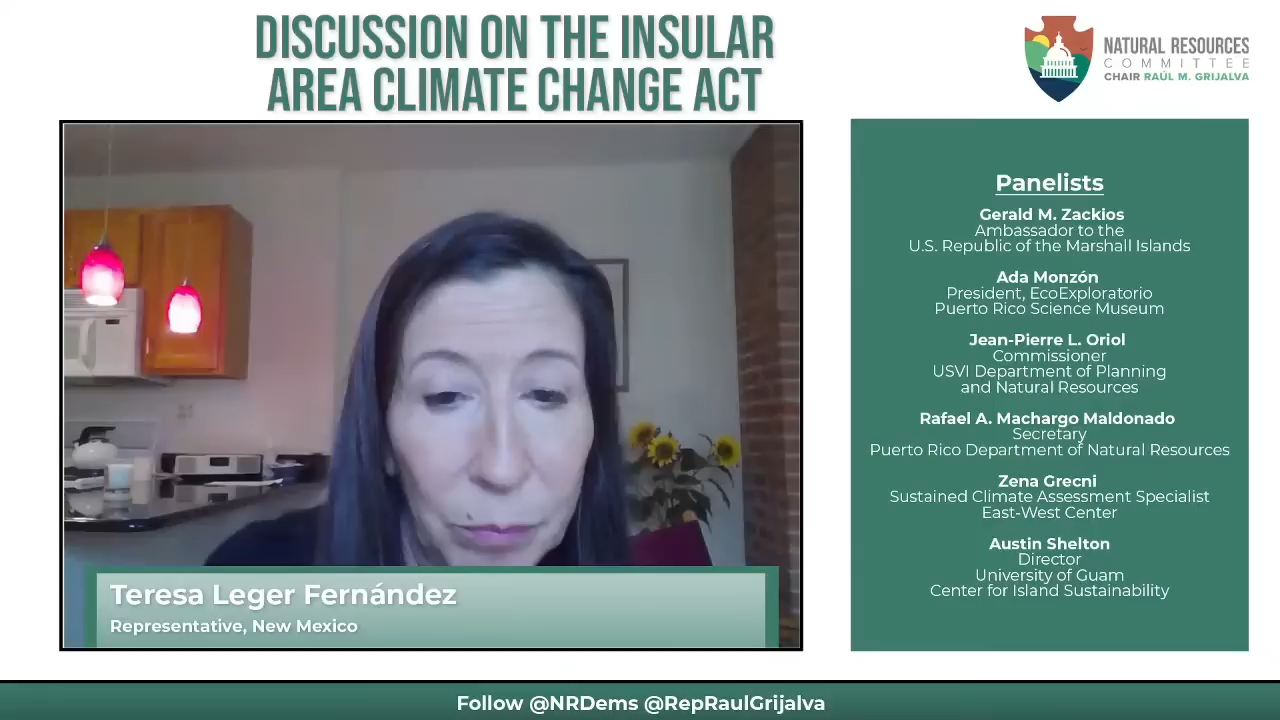 DISCUSSION ON THE INSULAR
AREA CLIMATE CHANGE ACT
NATURAL RESOURCES
COMMITTEE
CHAIR RAÚL M. GRIJALVA
Panelists
Gerald M. Zackios
Ambassador to the
U.S. Republic of the Marshall Islands
Ada Monzón
President, EcoExploratorio
Puerto Rico Science Museum
Jean-Pierre L. Oriol
Commissioner
USVI Department of Planning
and Natural Resources
Rafael A. Machargo Maldonado
Secretary
Puerto Rico Department of Natural Resources
Zena Grecni
Sustained Climate Assessment Specialist
East-West Center
Austin Shelton
Director
University of Guam
Center for Island Sustainability
Teresa Leger Fernández
Representative, New Mexico
Follow @NRDems @RepRaulGrijalva